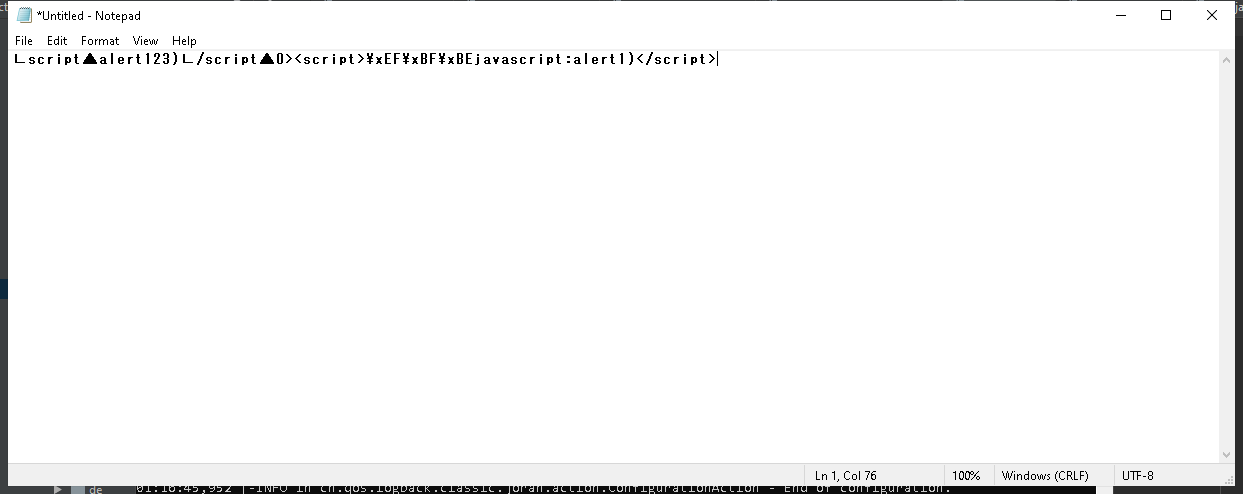 *Untitled - Notepad
File Edit Format View Help
∟script▲alert123)∟/script▲0><script>¥xEF¥xBF¥xBEjavascript:alert1)</script>
Ln 1, Col 76 100% Windows (CRLF) UTF-8
de 01:16:45,952 |-INFO in ch.qos.logback.classic.joran.action.ConfigurationAction - End of configuration.